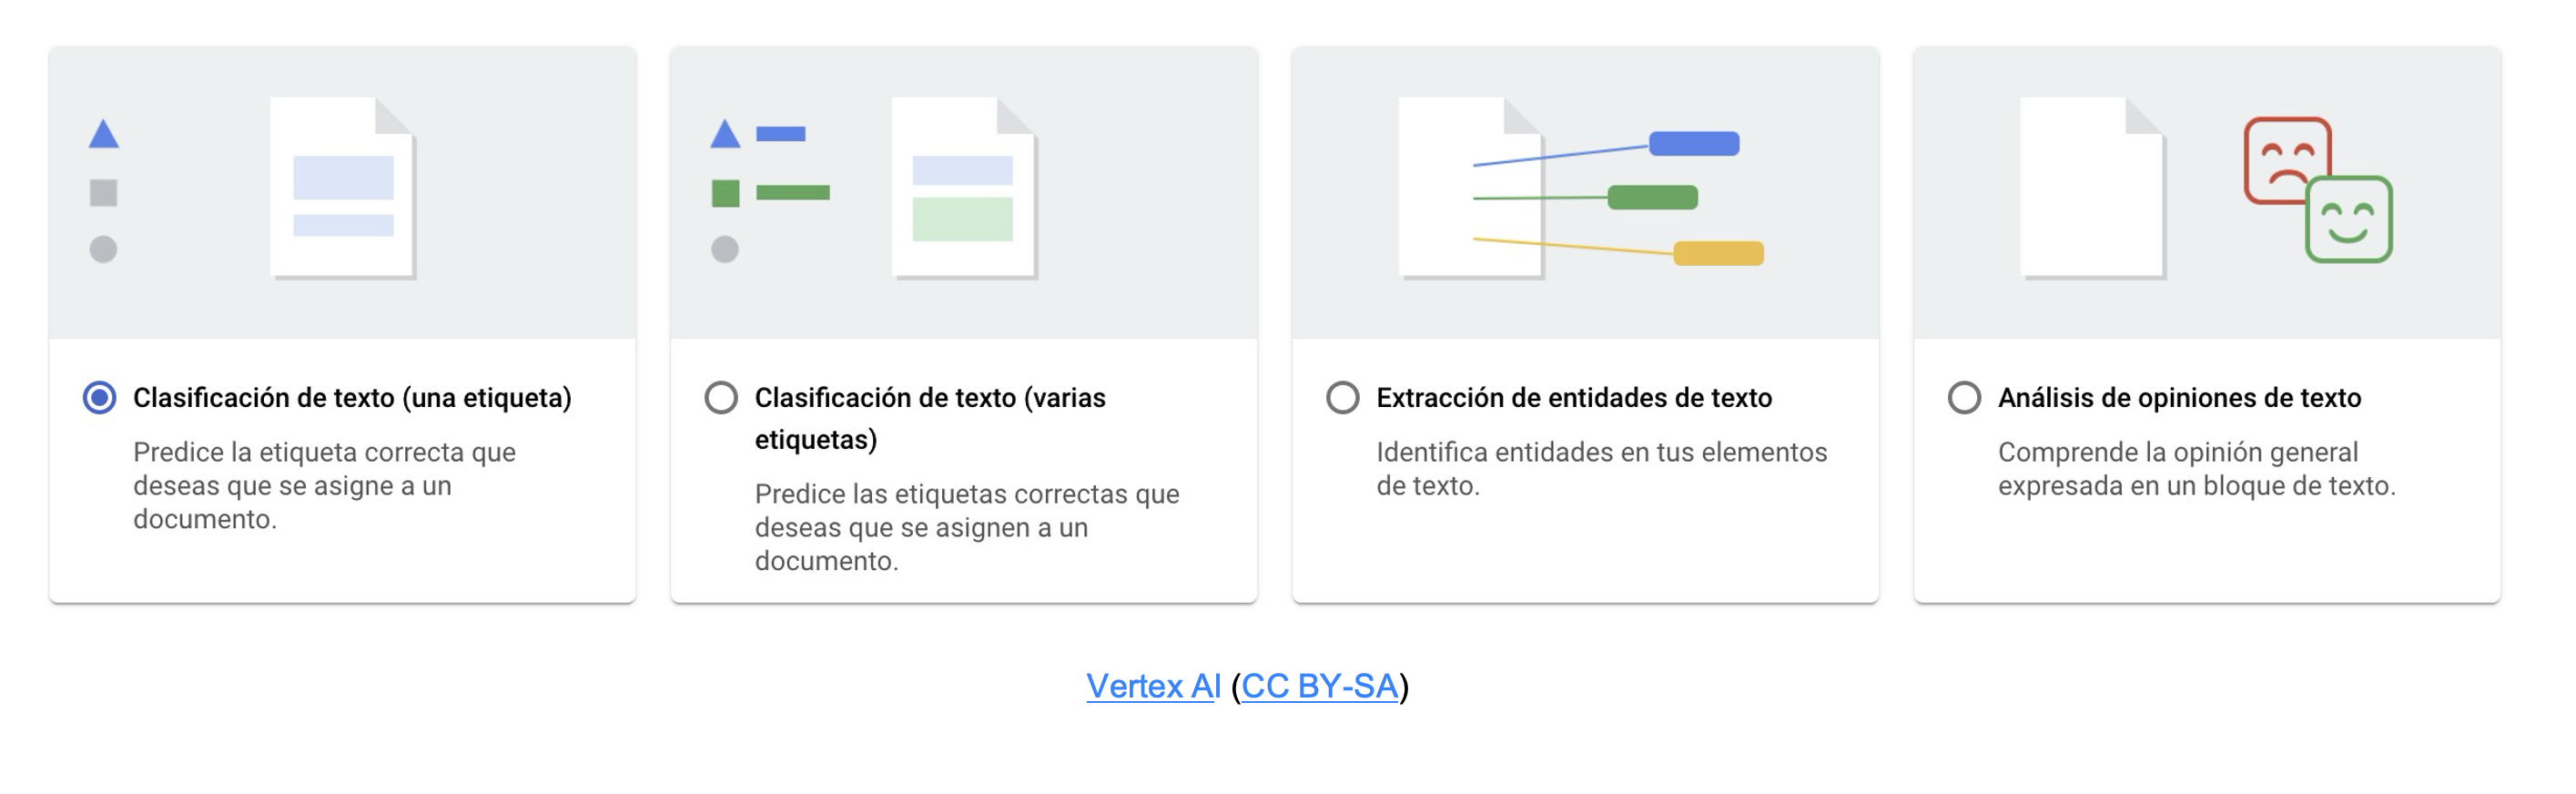 Clasificación de texto (una etiqueta)
Predice la etiqueta correcta que
deseas que se asigne a un
documento.
Clasificación de texto (varias
etiquetas)
Predice las etiquetas correctas que
deseas que se asignen a un
documento.
Extracción de entidades de texto
Identifica entidades en tus elementos
de texto.
Análisis de opiniones de texto
Comprende la opinión general
expresada en un bloque de texto.
Vertex AI (CC BY-SA)